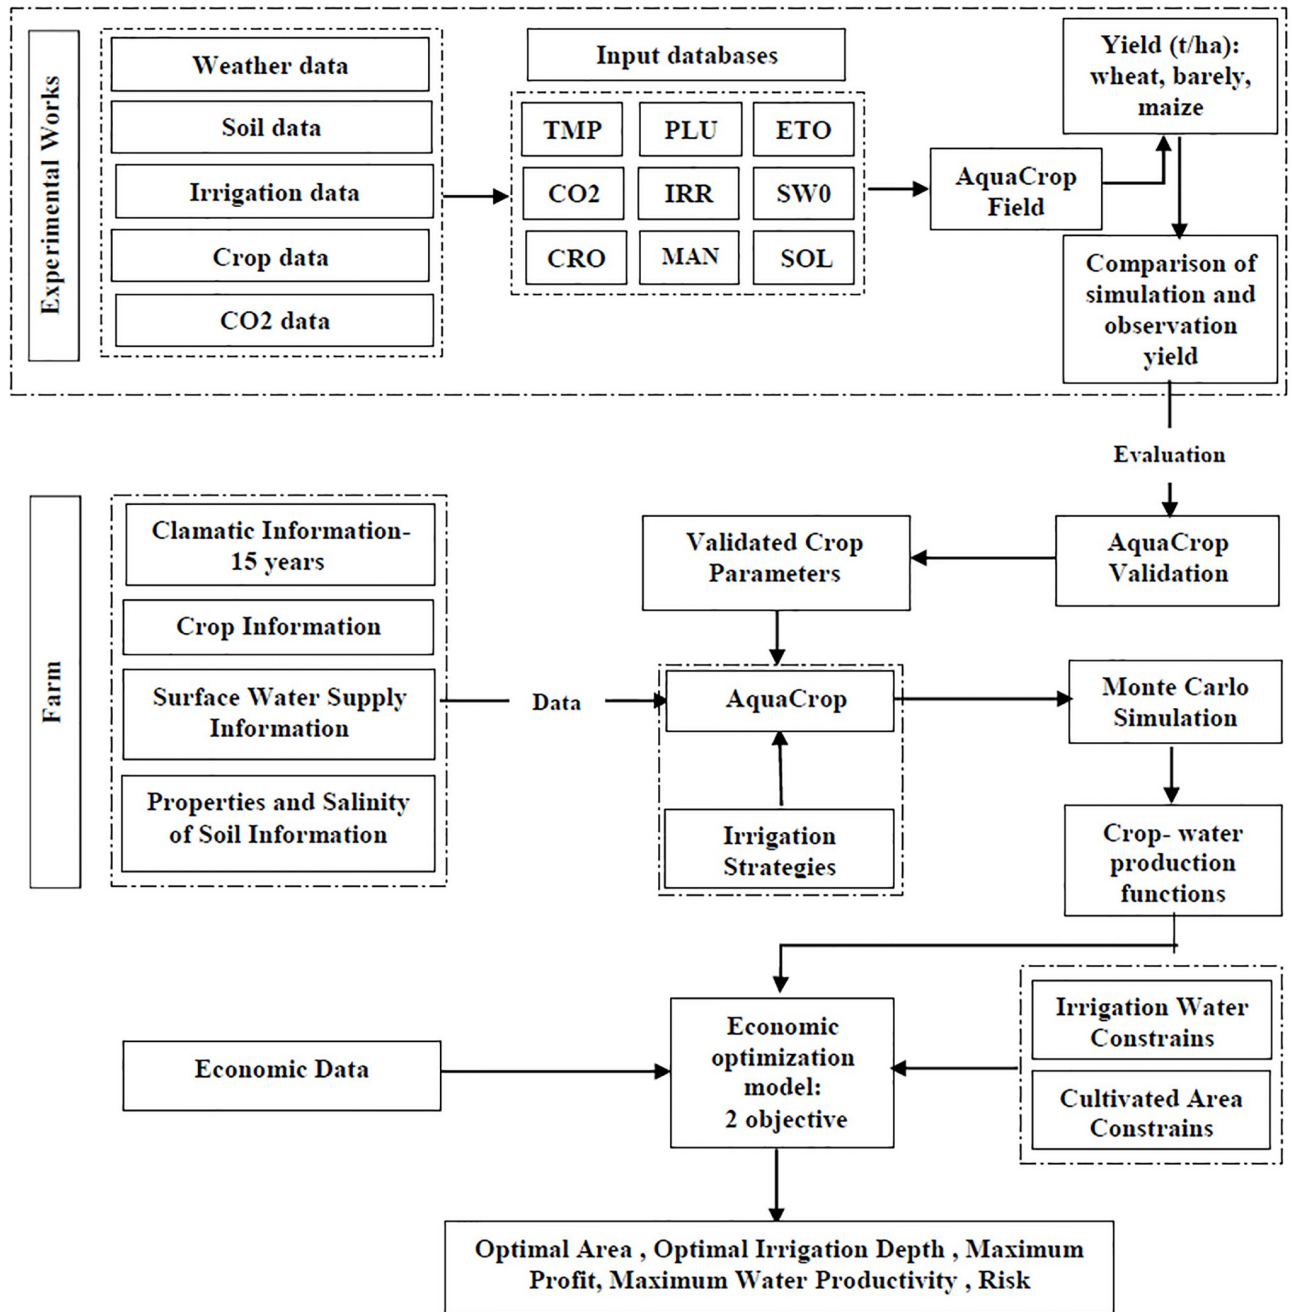 Experimental Works
Weather data
Soil data
Irrigation data
Crop data
CO2 data
Input databases
TMP
PLU
ETO
CO2
IRR
SW0
CRO
MAN
SOL
AquaCrop
Field
Yield (t/ha):
wheat, barely,
maize
Comparison of
simulation and
observation
yield
Evaluation
Farm
Clamatic Information-
15 years
Crop Information
Surface Water Supply
Information
Properties and Salinity
of Soil Information
Data
Validated Crop
Parameters
AquaCrop
Validation
AquaCrop
Irrigation
Strategies
Monte Carlo
Simulation
Crop- water
production
functions
Economic Data
Economic
optimization
model:
2 objective
Irrigation Water
Constrains
Cultivated Area
Constrains
Optimal Area , Optimal Irrigation Depth , Maximum
Profit, Maximum Water Productivity , Risk